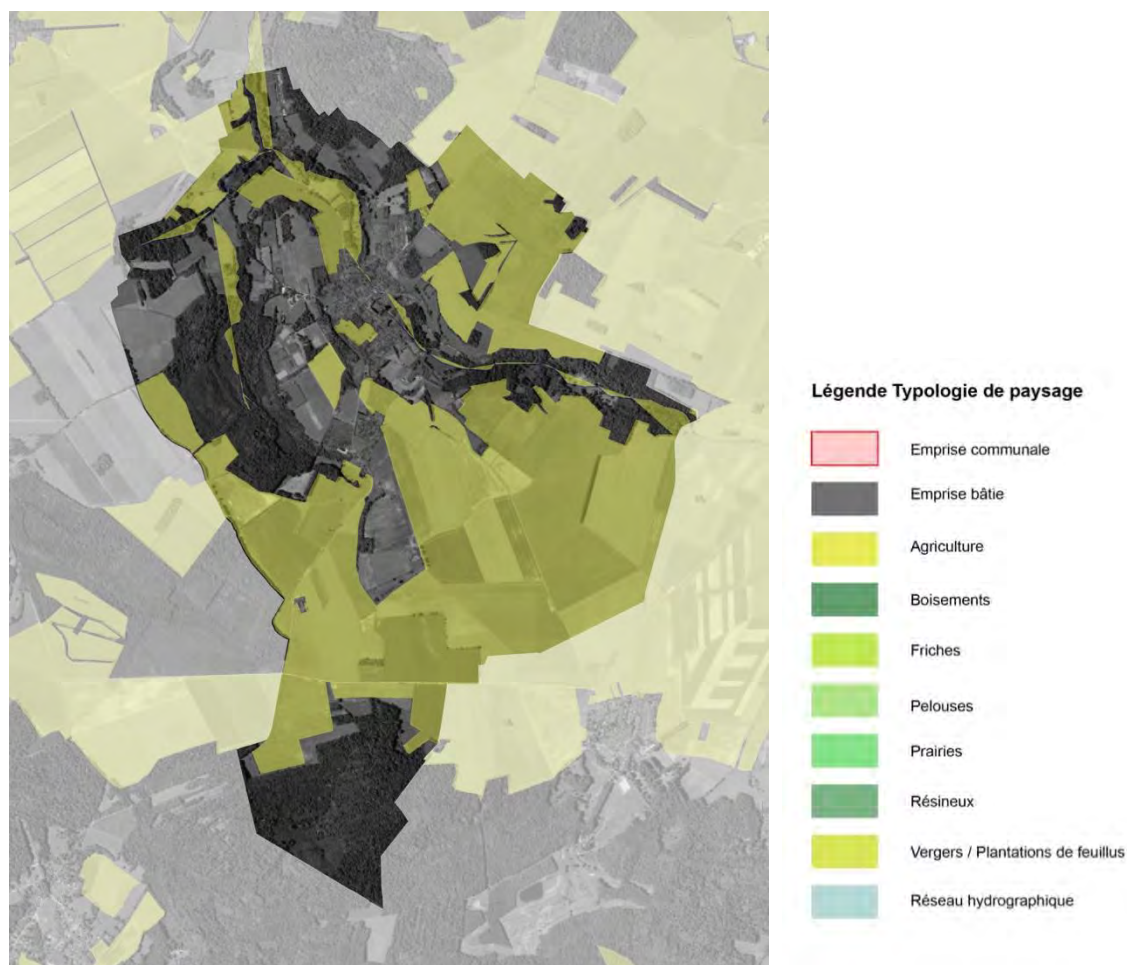 Légende Typologie de paysage
Emprise communale
Emprise bâtie
Agriculture
Boisements
Friches
Pelouses
Prairies
Résineux
Vergers / Plantations de feuillus
Réseau hydrographique